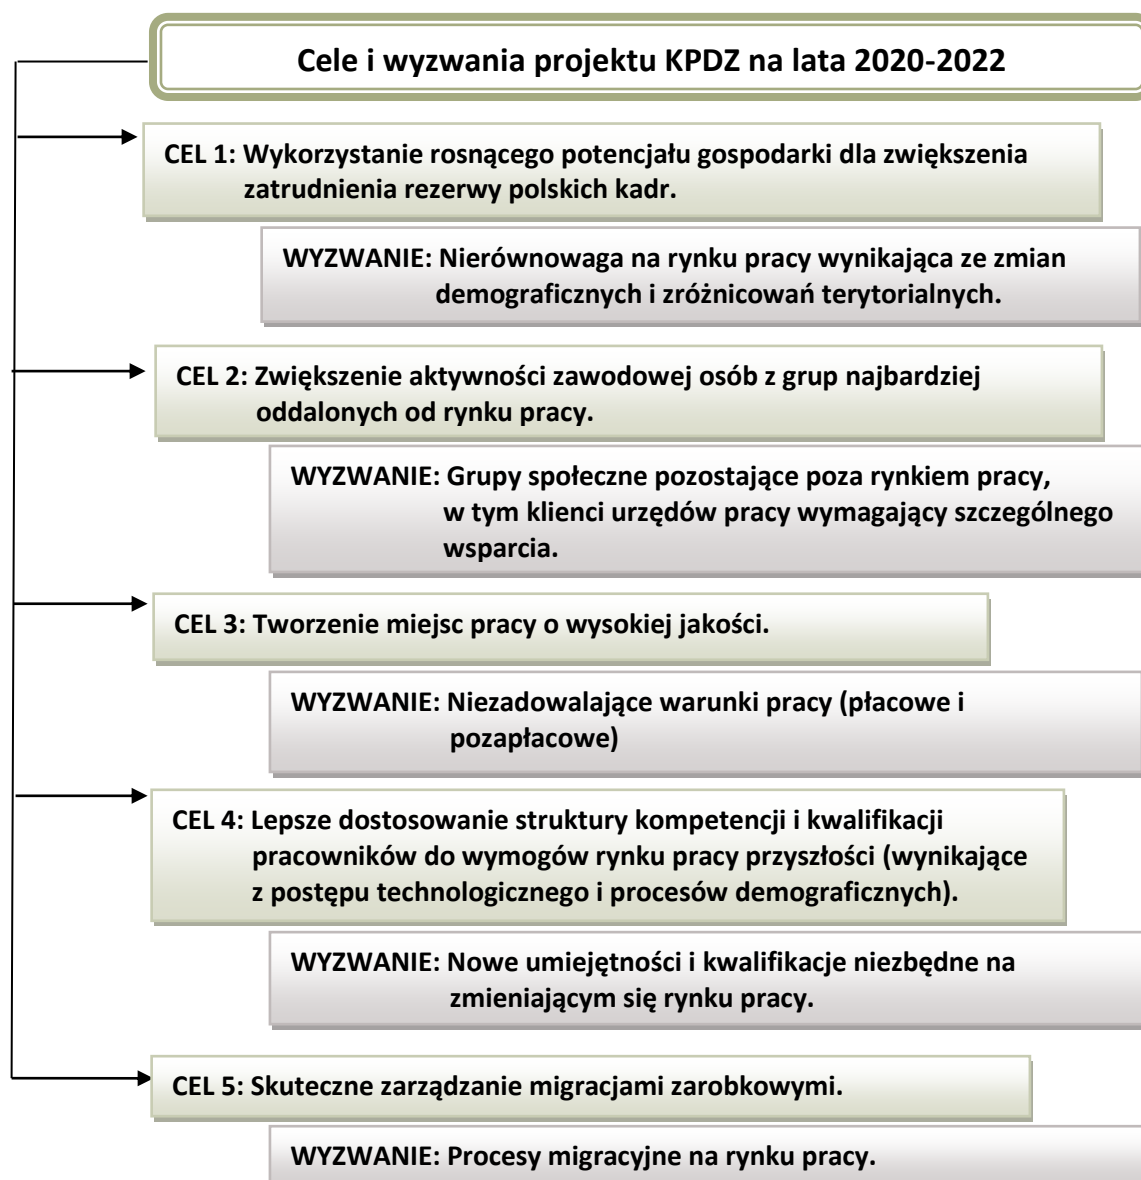 Cele i wyzwania projektu KPDZ na lata 2020-2022
CEL 1: Wykorzystanie rosnącego potencjału gospodarki dla zwiększenia
zatrudnienia rezerwy polskich kadr.
WYZWANIE: Nierównowaga na rynku pracy wynikająca ze zmian
demograficznych i zróżnicowań terytorialnych.
CEL 2: Zwiększenie aktywności zawodowej osób z grup najbardziej
oddalonych od rynku pracy.
WYZWANIE: Grupy społeczne pozostające poza rynkiem pracy,
w tym klienci urzędów pracy wymagający szczególnego
wsparcia.
CEL 3: Tworzenie miejsc pracy o wysokiej jakości.
WYZWANIE: Niezadowalające warunki pracy (płacowe i
pozapłacowe)
CEL 4: Lepsze dostosowanie struktury kompetencji i kwalifikacji
pracowników do wymogów rynku pracy przyszłości (wynikające
z postępu technologicznego i procesów demograficznych).
WYZWANIE: Nowe umiejętności i kwalifikacje niezbędne na
zmieniającym się rynku pracy.
CEL 5: Skuteczne zarządzanie migracjami zarobkowymi.
WYZWANIE: Procesy migracyjne na rynku pracy.